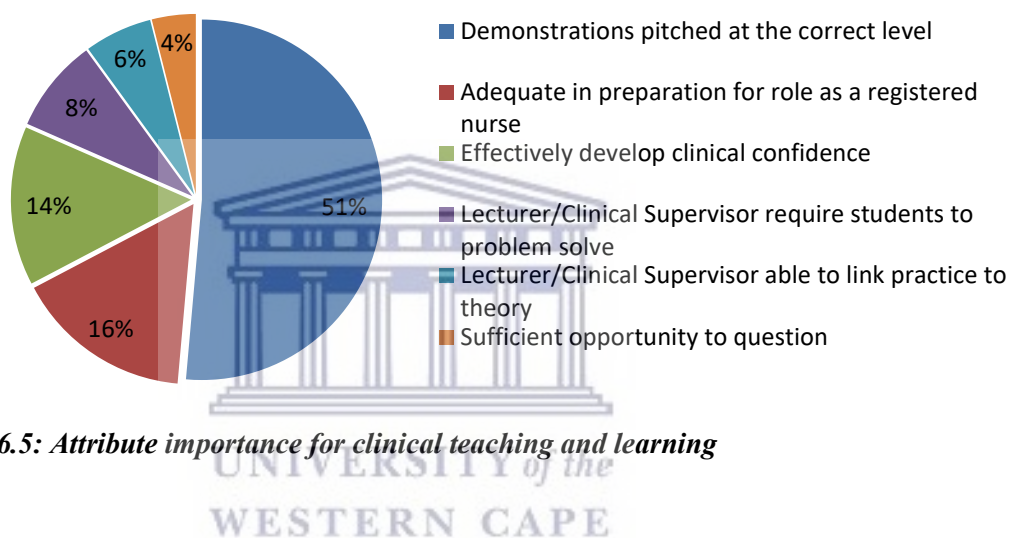 4%
6%
8%
14%
16%
51%
Demonstrations pitched at the correct level
Adequate in preparation for role as a registered
nurse
Effectively develop clinical confidence
Lecturer/Clinical Supervisor require students to
problem solve
Lecturer/Clinical Supervisor able to link practice to
theory
Sufficient opportunity to question
6.5: Attribute importance for clinical teaching and learning
UNIVERSITY of the
WESTERN CAPE